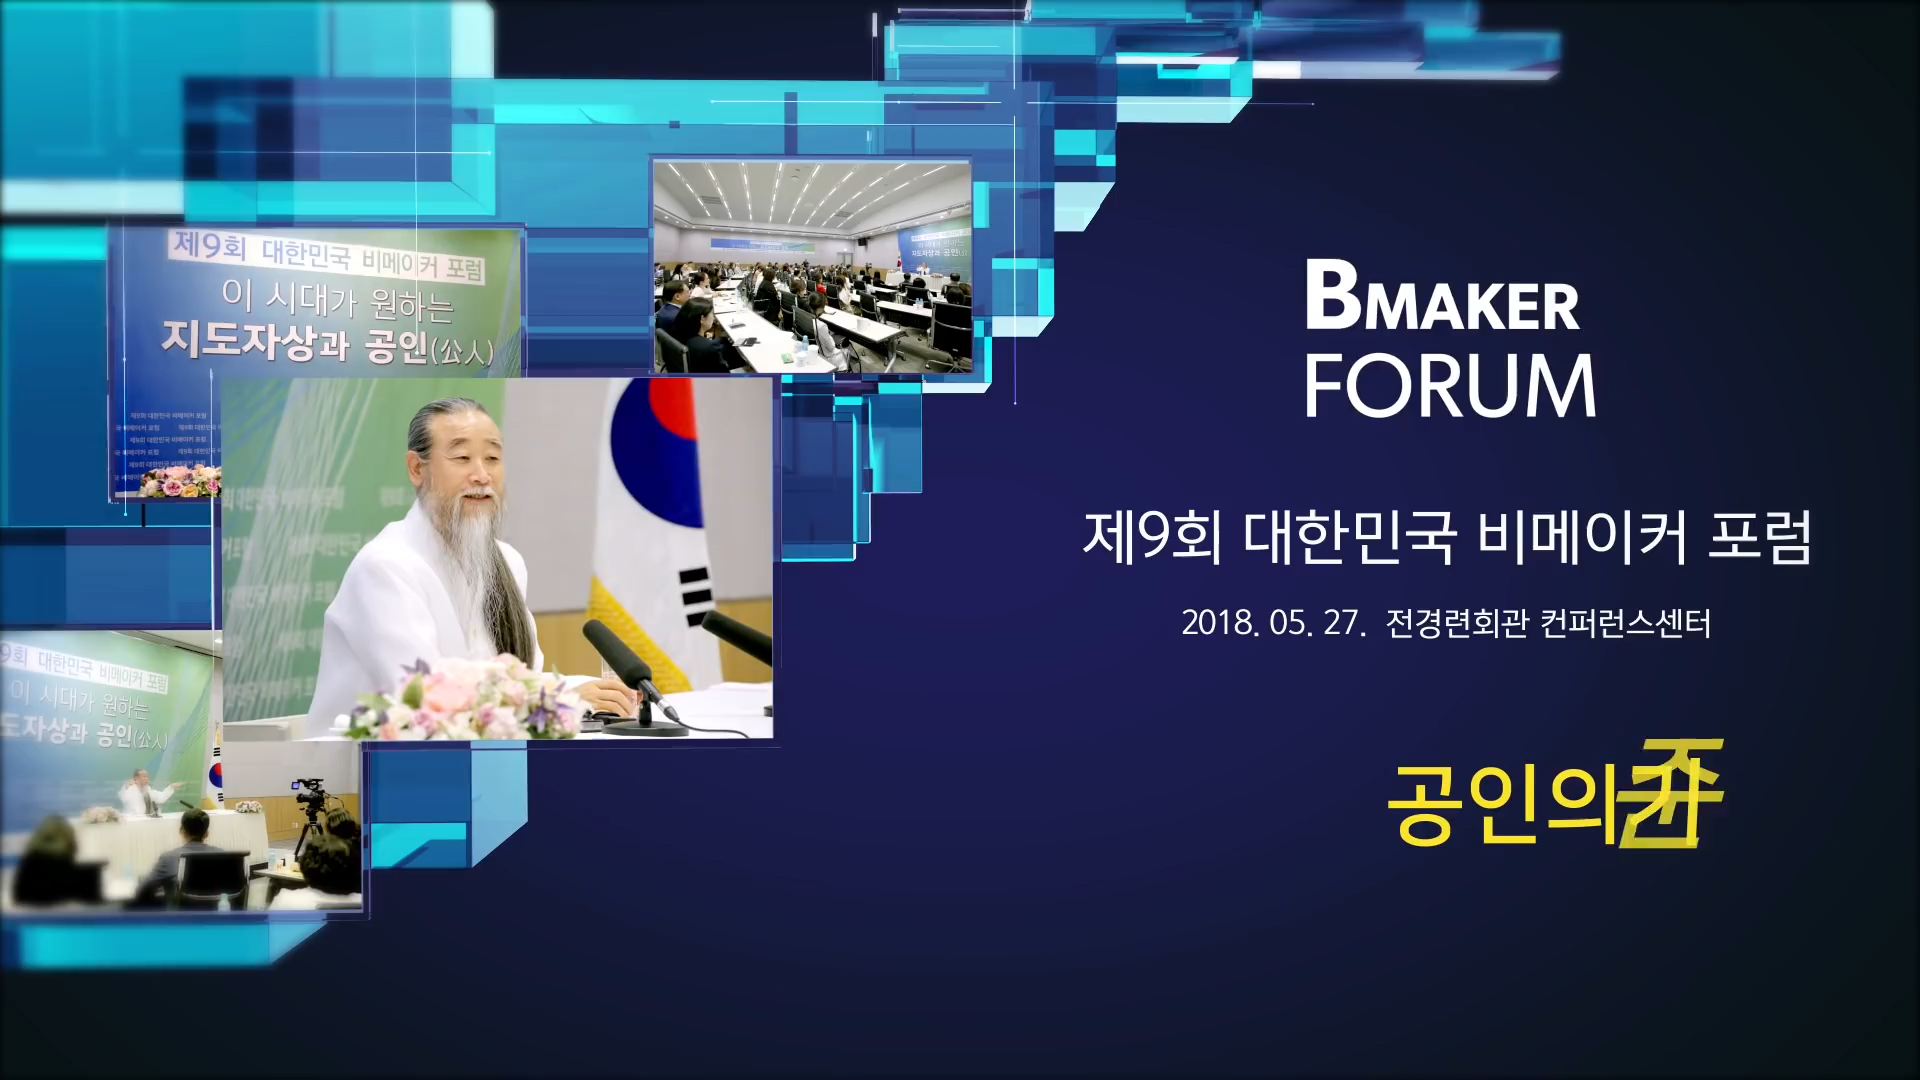 제9회 대한민국 비메이커 포럼
이 시대가 원하는
지도자상과 공인(公人)
BMAKER
FORUM
제9회 대한민국 비메이커 포럼
2018. 05. 27. 전경련회관 컨퍼런스센터
공인의
9회 대한민국 비메이커 포럼
이 시대가 원하는
도자상과 공인(公人)